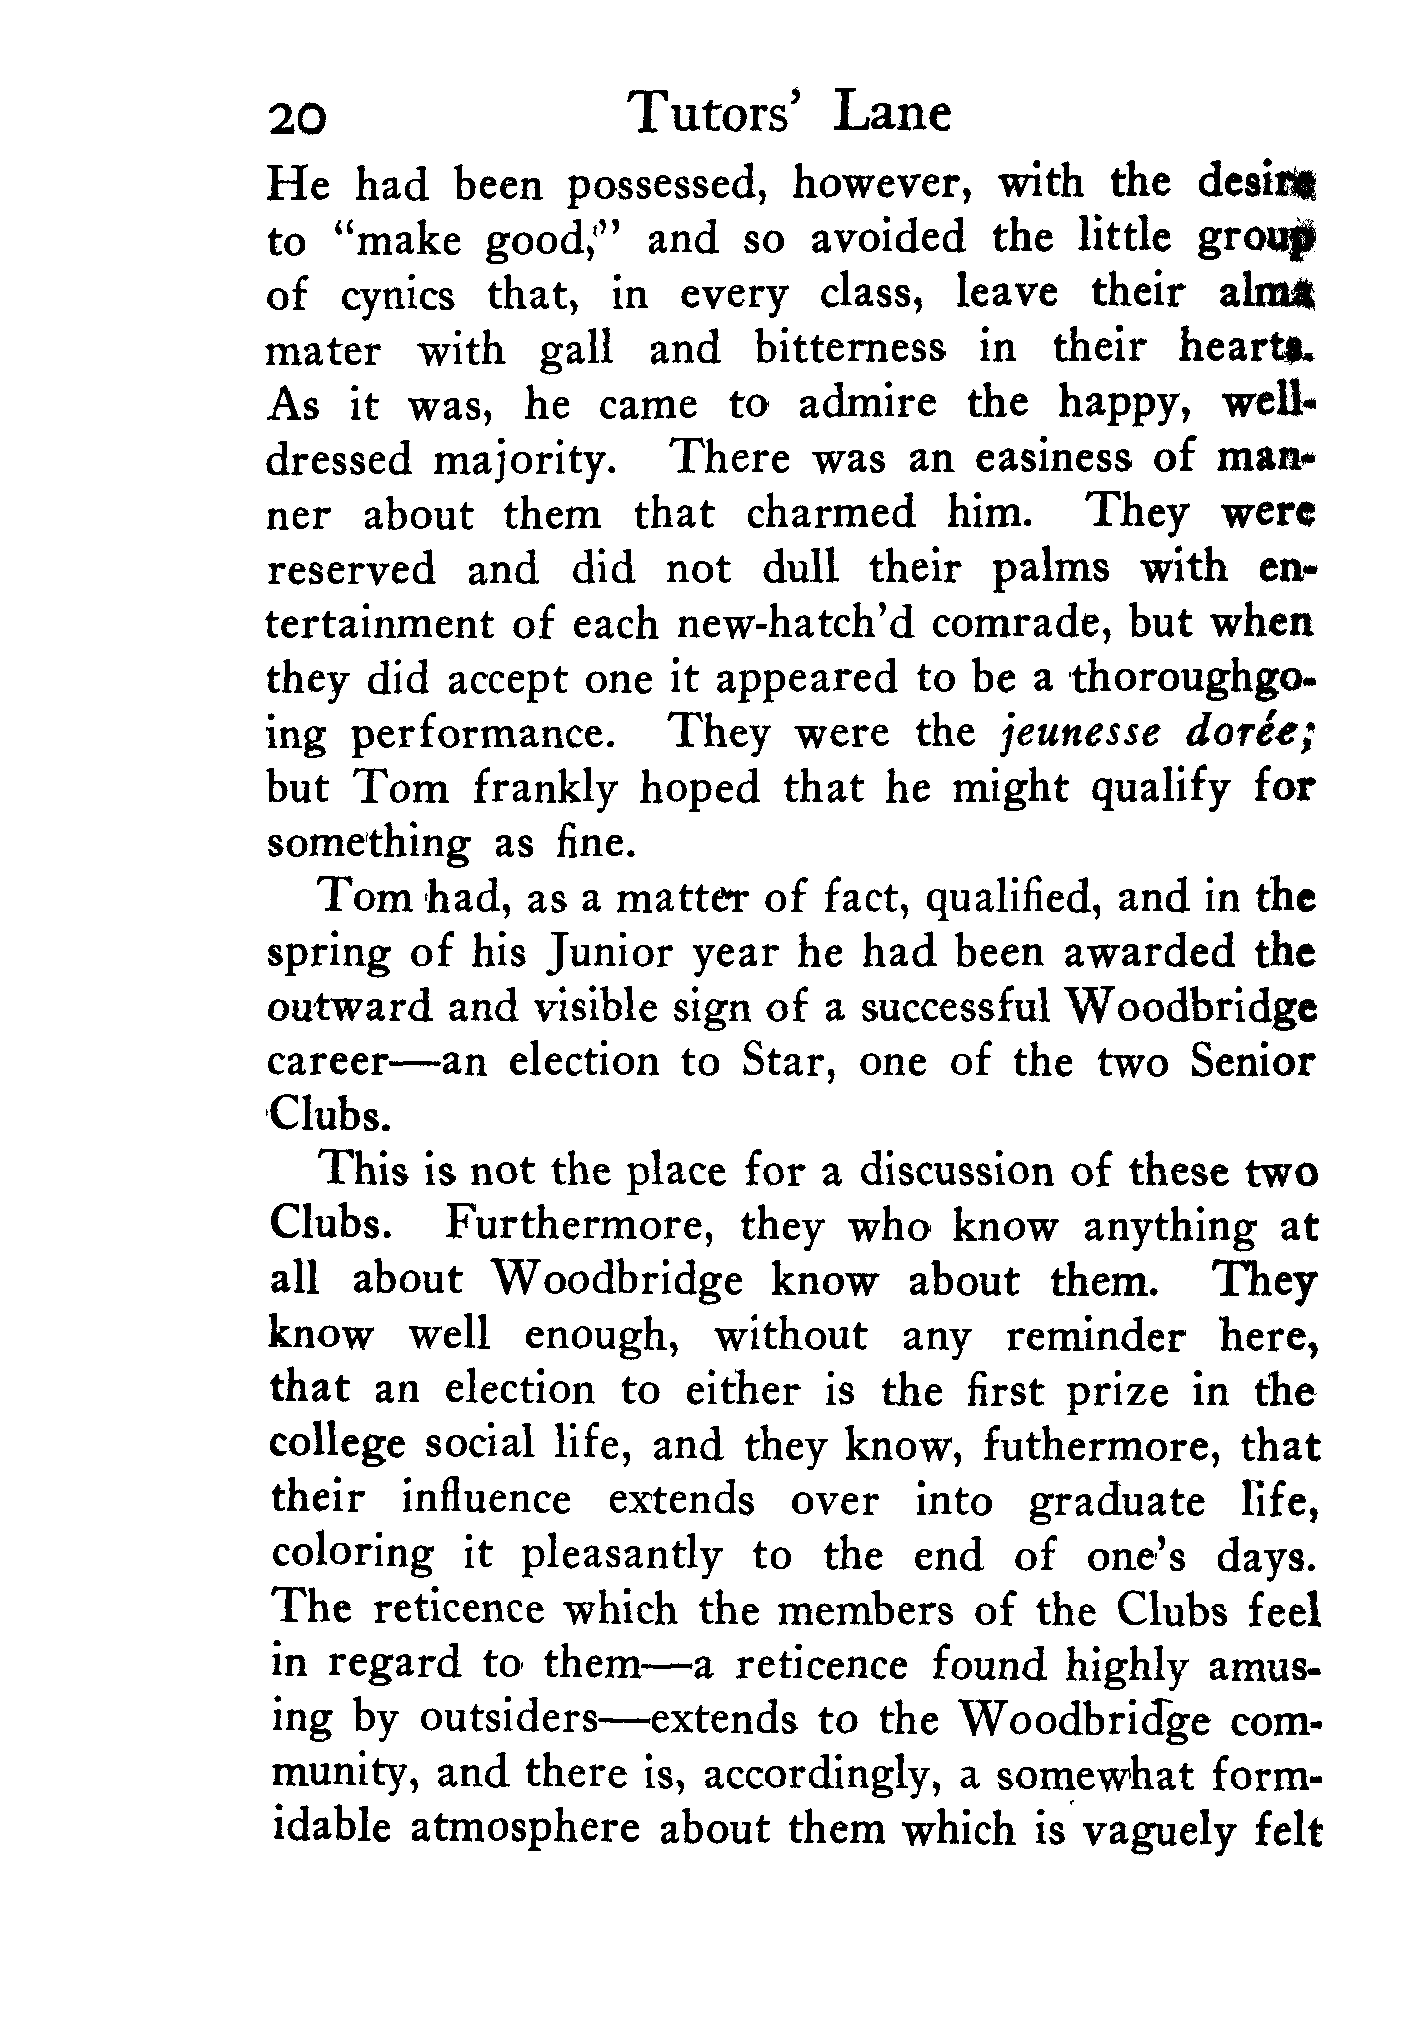 20 Tutors' Lane
He had been possessed, however, with the desire
to "make good," and so avoided the little group
of cynics that, in every class, leave their alma
mater with gall and bitterness in their hearts.
As it was, he came to admire the happy, well-
dressed majority. There was an easiness of man-
ner about them that charmed him. They were
reserved and did not dull their palms with en-
tertainment of each new-hatch'd comrade, but when
they did accept one it appeared to be a thoroughgo-
ing performance. They were the jeunesse dorée;
but Tom frankly hoped that he might qualify for
something as fine.
Tom had, as a matter of fact, qualified, and in the
spring of his Junior year he had been awarded the
outward and visible sign of a successful Woodbridge
career—an election to Star, one of the two Senior
Clubs.
This is not the place for a discussion of these two
Clubs. Furthermore, they who know anything at
all about Woodbridge know about them. They
know well enough, without any reminder here,
that an election to either is the first prize in the
college social life, and they know, futhermore, that
their influence extends over into graduate life,
coloring it pleasantly to the end of one's days.
The reticence which the members of the Clubs feel
in regard to them—a reticence found highly amus-
ing by outsiders—extends to the Woodbridge com-
munity, and there is, accordingly, a somewhat form-
idable atmosphere about them which is vaguely felt